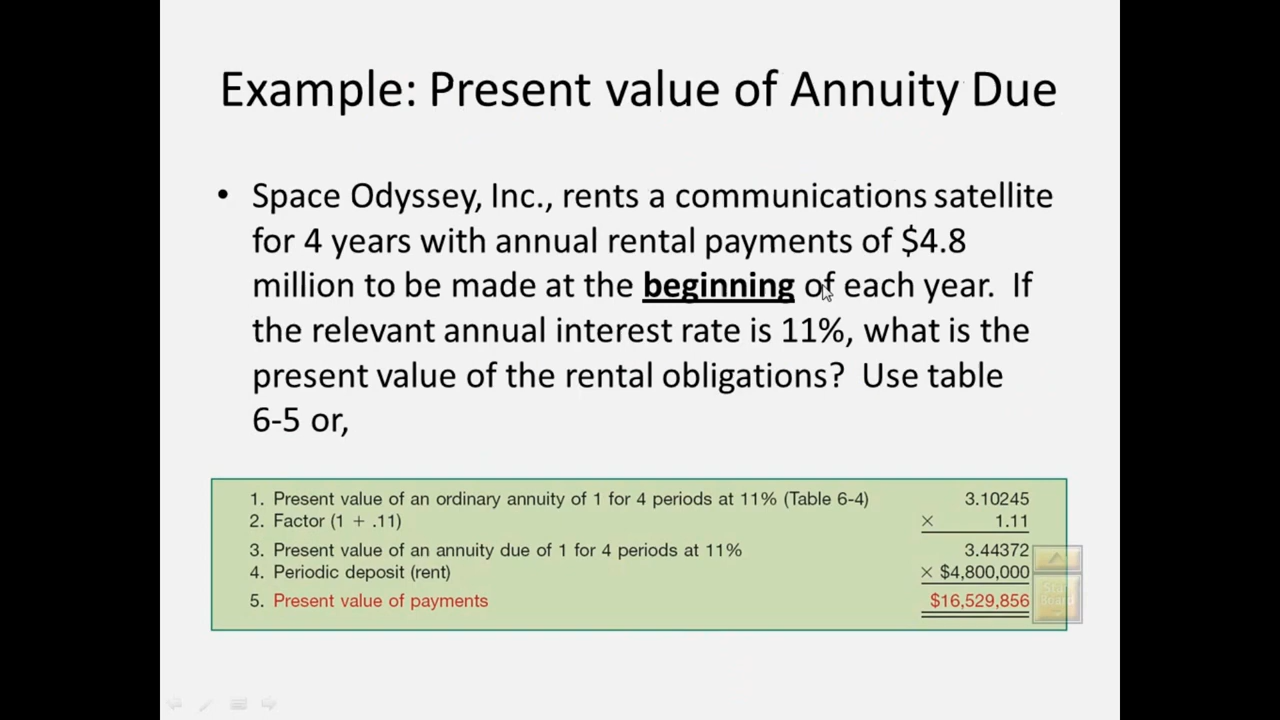 Example: Present value of Annuity Due
• Space Odyssey, Inc., rents a communications satellite
for 4 years with annual rental payments of $4.8
million to be made at the beginning of each year. If
the relevant annual interest rate is 11%, what is the
present value of the rental obligations? Use table
6-5 or,
1. Present value of an ordinary annuity of 1 for 4 periods at 11% (Table 6-4) 3.10245
2. Factor (1 + .11) × 1.11
3. Present value of an annuity due of 1 for 4 periods at 11% 3.44372
4. Periodic deposit (rent) × $4,800,000
5. Present value of payments $16,529,856